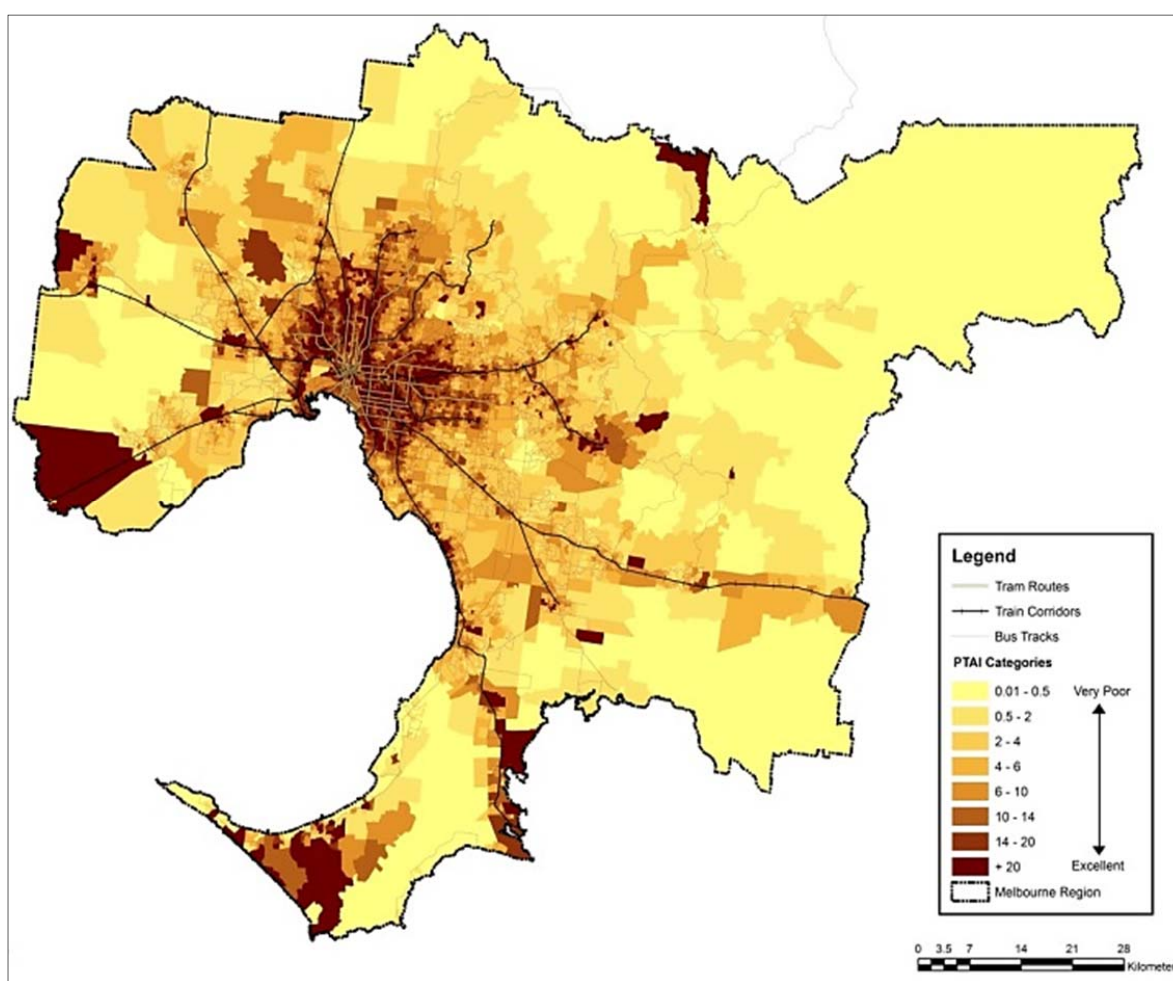 Legend
Tram Routes
Train Corridors
Bus Tracks
PTAI Categories
0.01 - 0.5 Very Poor
0.5 - 2
2 - 4
4 - 6
6 - 10
10 - 14
14 - 20
+ 20 Excellent
Melbourne Region
0 3.5 7 14 21 28
Kilometer